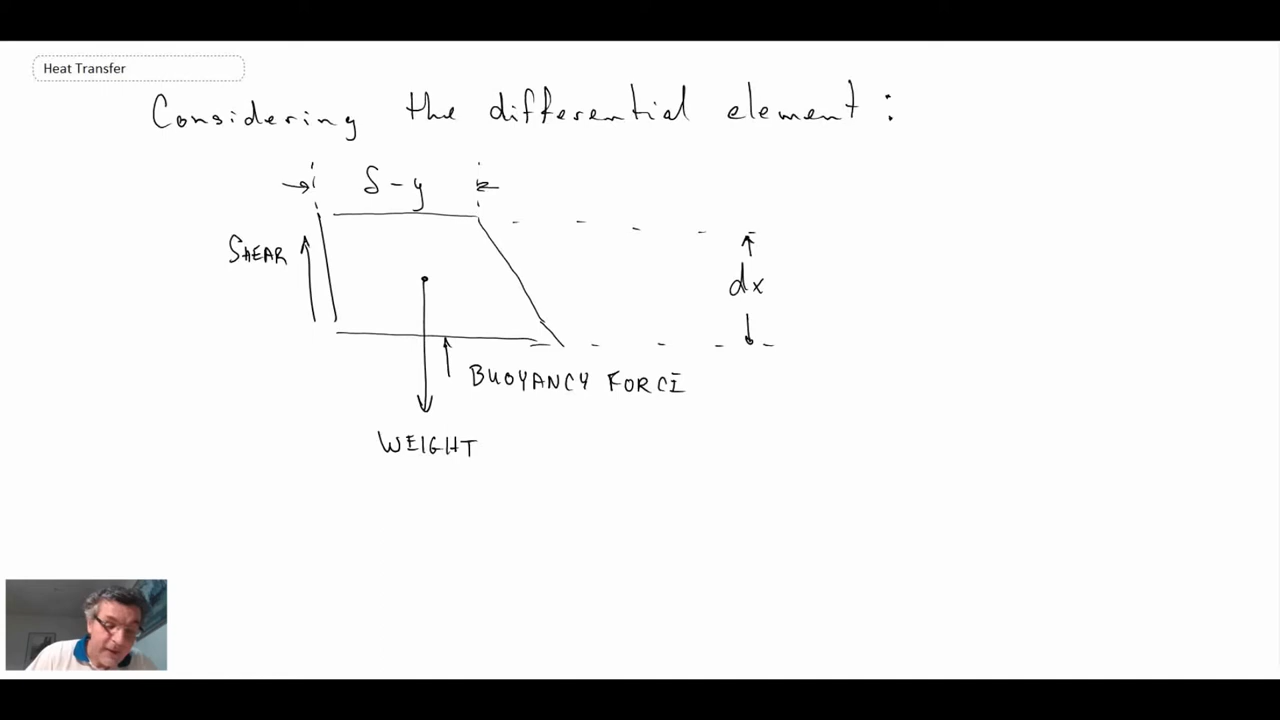 Heat Transfer
Considering the differential element:
δ - y
SHEAR
dx
BUOYANCY FORCE
WEIGHT